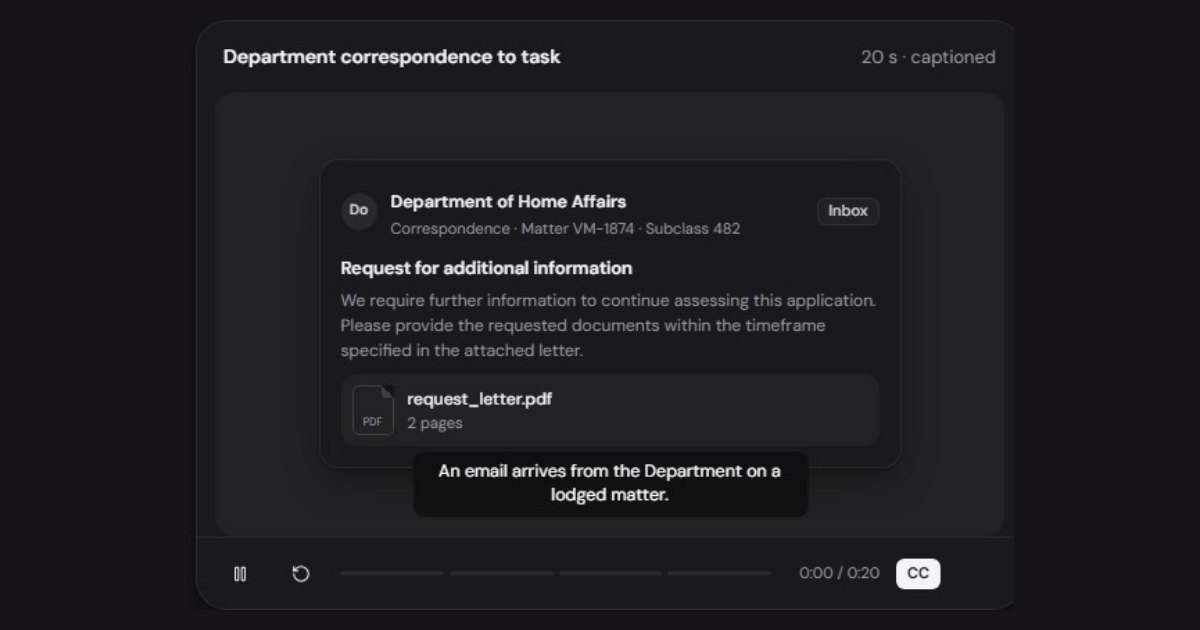 Department correspondence to task
20 s · captioned
Do
Department of Home Affairs
Correspondence · Matter VM-1874 · Subclass 482
Inbox
Request for additional information
We require further information to continue assessing this application.
Please provide the requested documents within the timeframe
specified in the attached letter.
PDF
request_letter.pdf
2 pages
An email arrives from the Department on a
lodged matter.
0:00 / 0:20
CC